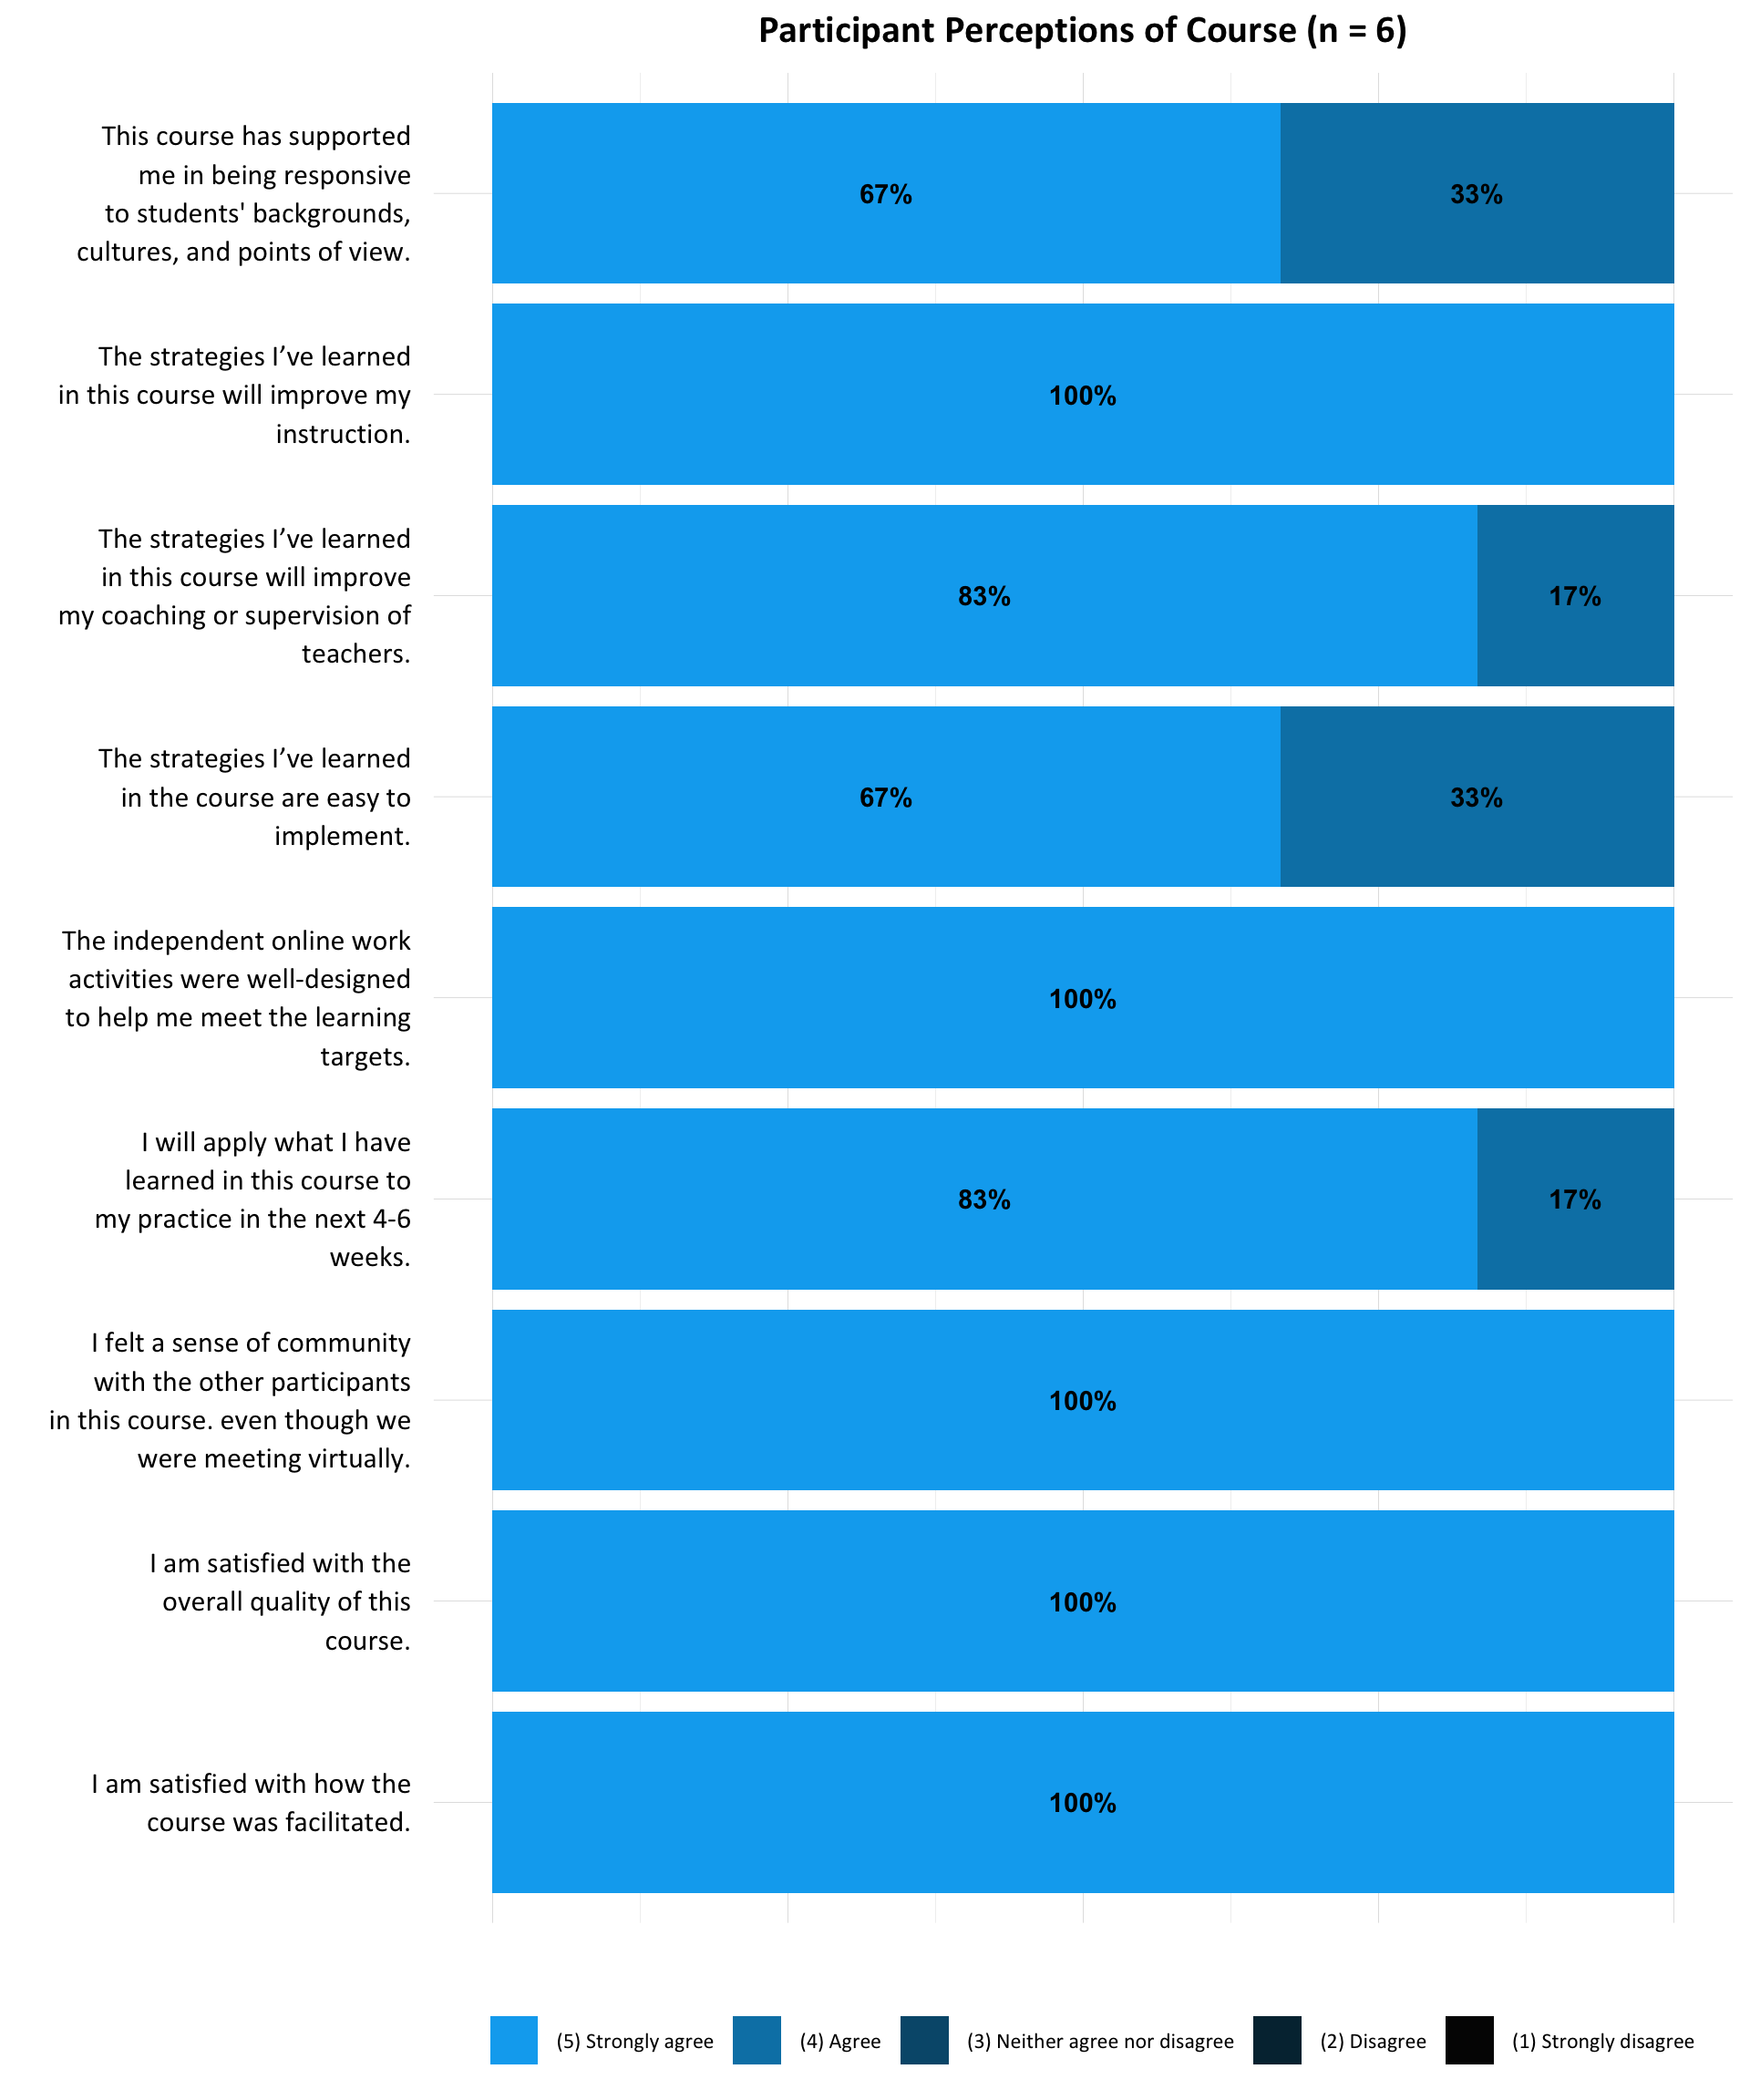 Participant Perceptions of Course (n = 6)
This course has supported
me in being responsive
to students' backgrounds,
cultures, and points of view.
67%
33%
The strategies I’ve learned
in this course will improve my
instruction.
100%
The strategies I’ve learned
in this course will improve
my coaching or supervision of
teachers.
83%
17%
The strategies I’ve learned
in the course are easy to
implement.
67%
33%
The independent online work
activities were well-designed
to help me meet the learning
targets.
100%
I will apply what I have
learned in this course to
my practice in the next 4-6
weeks.
83%
17%
I felt a sense of community
with the other participants
in this course. even though we
were meeting virtually.
100%
I am satisfied with the
overall quality of this
course.
100%
I am satisfied with how the
course was facilitated.
100%
(5) Strongly agree
(4) Agree
(3) Neither agree nor disagree
(2) Disagree
(1) Strongly disagree